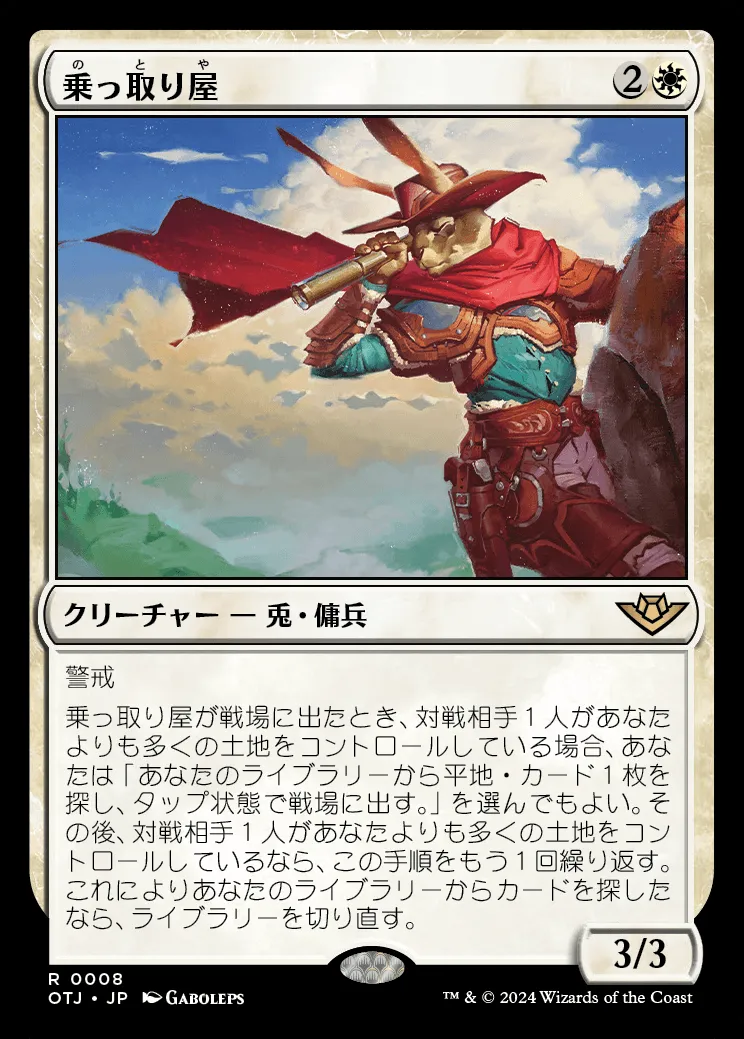 の と や
乗っ取り屋 2
クリーチャー — 兎・傭兵
警戒
乗っ取り屋が戦場に出たとき、対戦相手1人があなた
よりも多くの土地をコントロールしている場合、あな
たは「あなたのライブラリーから平地・カード1枚を
探し、タップ状態で戦場に出す。」を選んでもよい。そ
の後、対戦相手1人があなたよりも多くの土地をコン
トロールしているなら、この手順をもう1回繰り返す。
これによりあなたのライブラリーからカードを探した
なら、ライブラリーを切り直す。
3/3
R 0008
OTJ • JP GABOLEPS
™ & © 2024 Wizards of the Coast